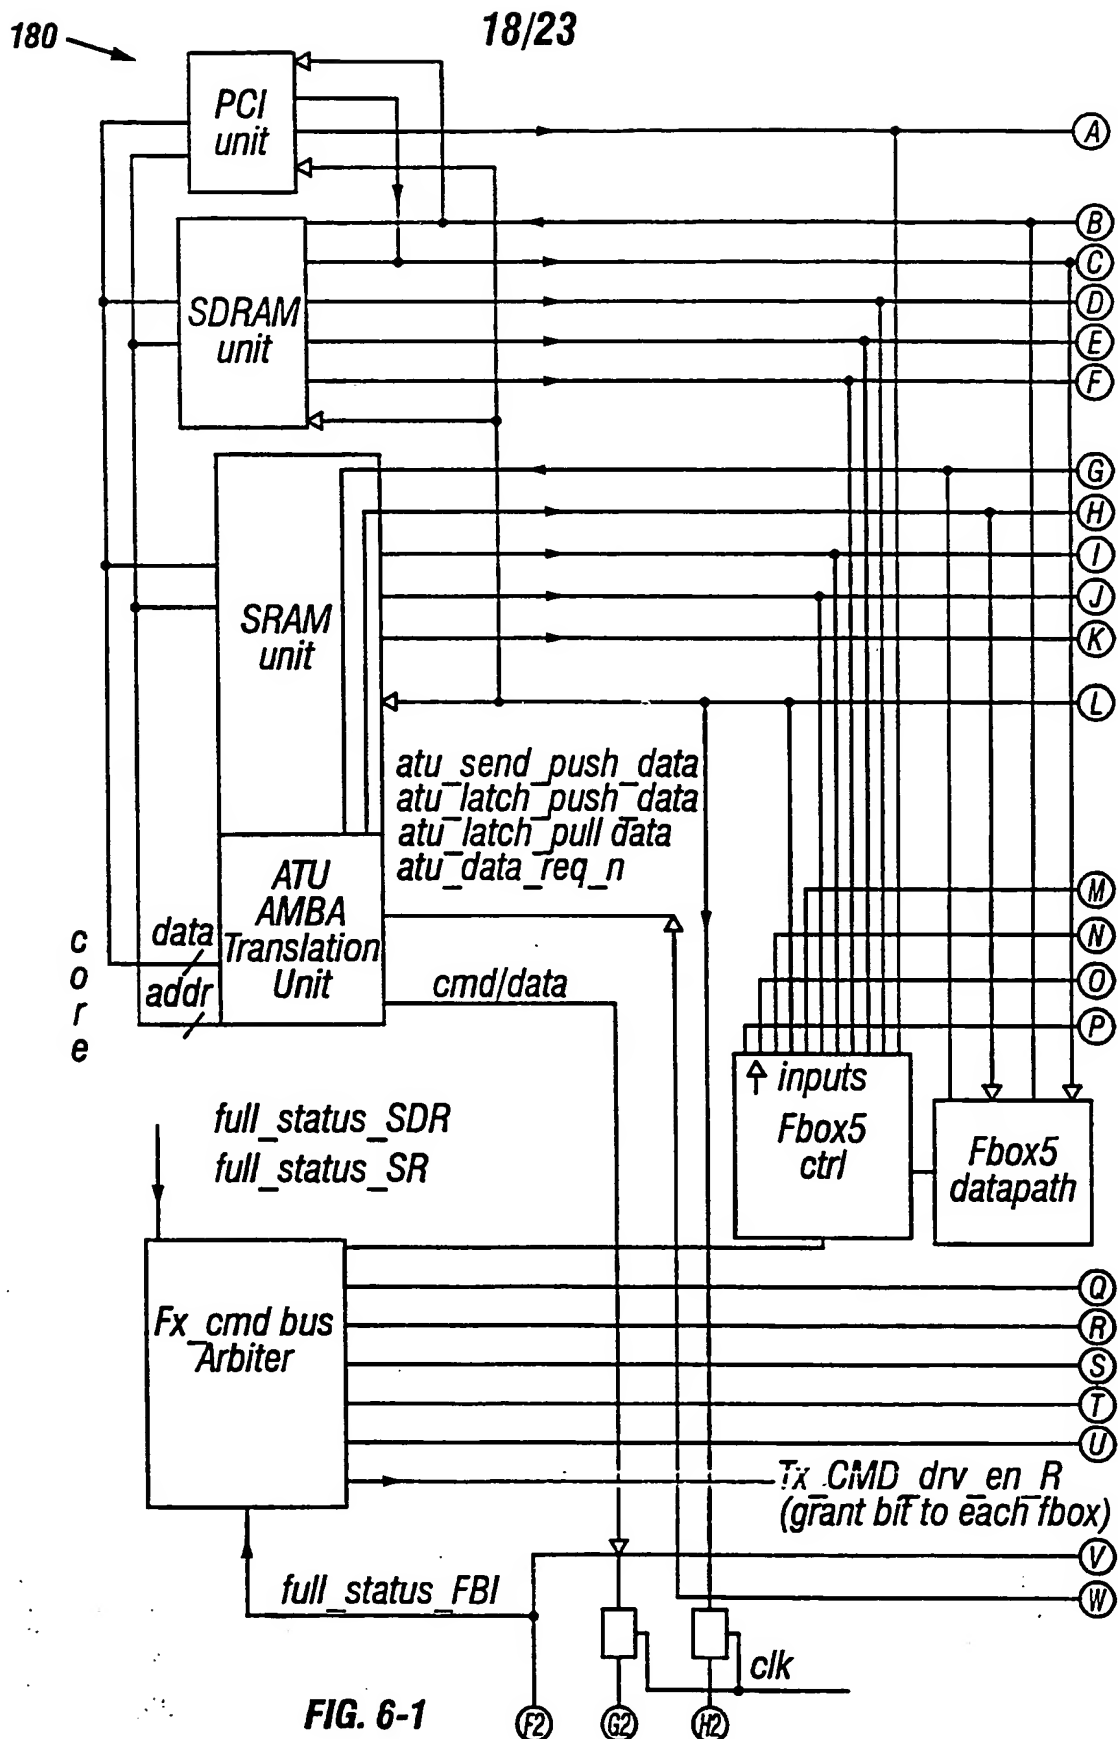 18/23
180
PCI
unit
A
B
C
SDRAM
unit
D
E
F
G
H
I
SRAM
unit
J
K
L
atu_send_push_data
atu_latch_push_data
atu_latch_pull data
atu_data_req_n
ATU
AMBA
Translation
Unit
core
data
addr
cmd/data
M
N
O
P
inputs
Fbox5
ctrl
Fbox5
datapath
full_status_SDR
full_status_SR
Fx_cmd bus
Arbiter
Q
R
S
T
U
Tx_CMD_drv_en_R
(grant bit to each fbox)
V
full_status_FBI
W
clk
FIG. 6-1
F2
G2
H2